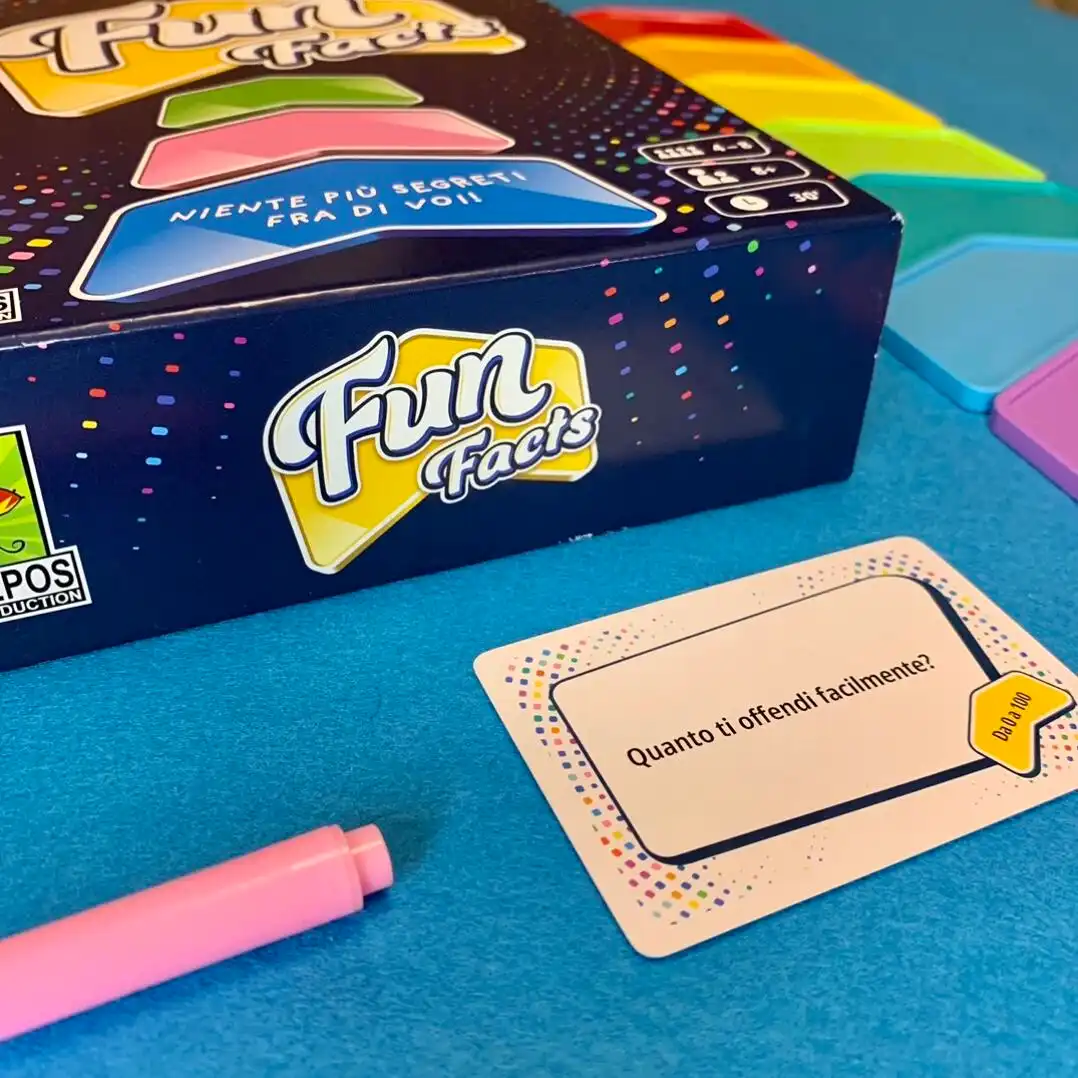 Fun
Facts
NIENTE PIÙ SEGRETI
FRA DI VOI!
4-8
8+
30'
Fun
Facts
POS
DUCTION
Quanto ti offendi facilmente?
Da 0 a 100